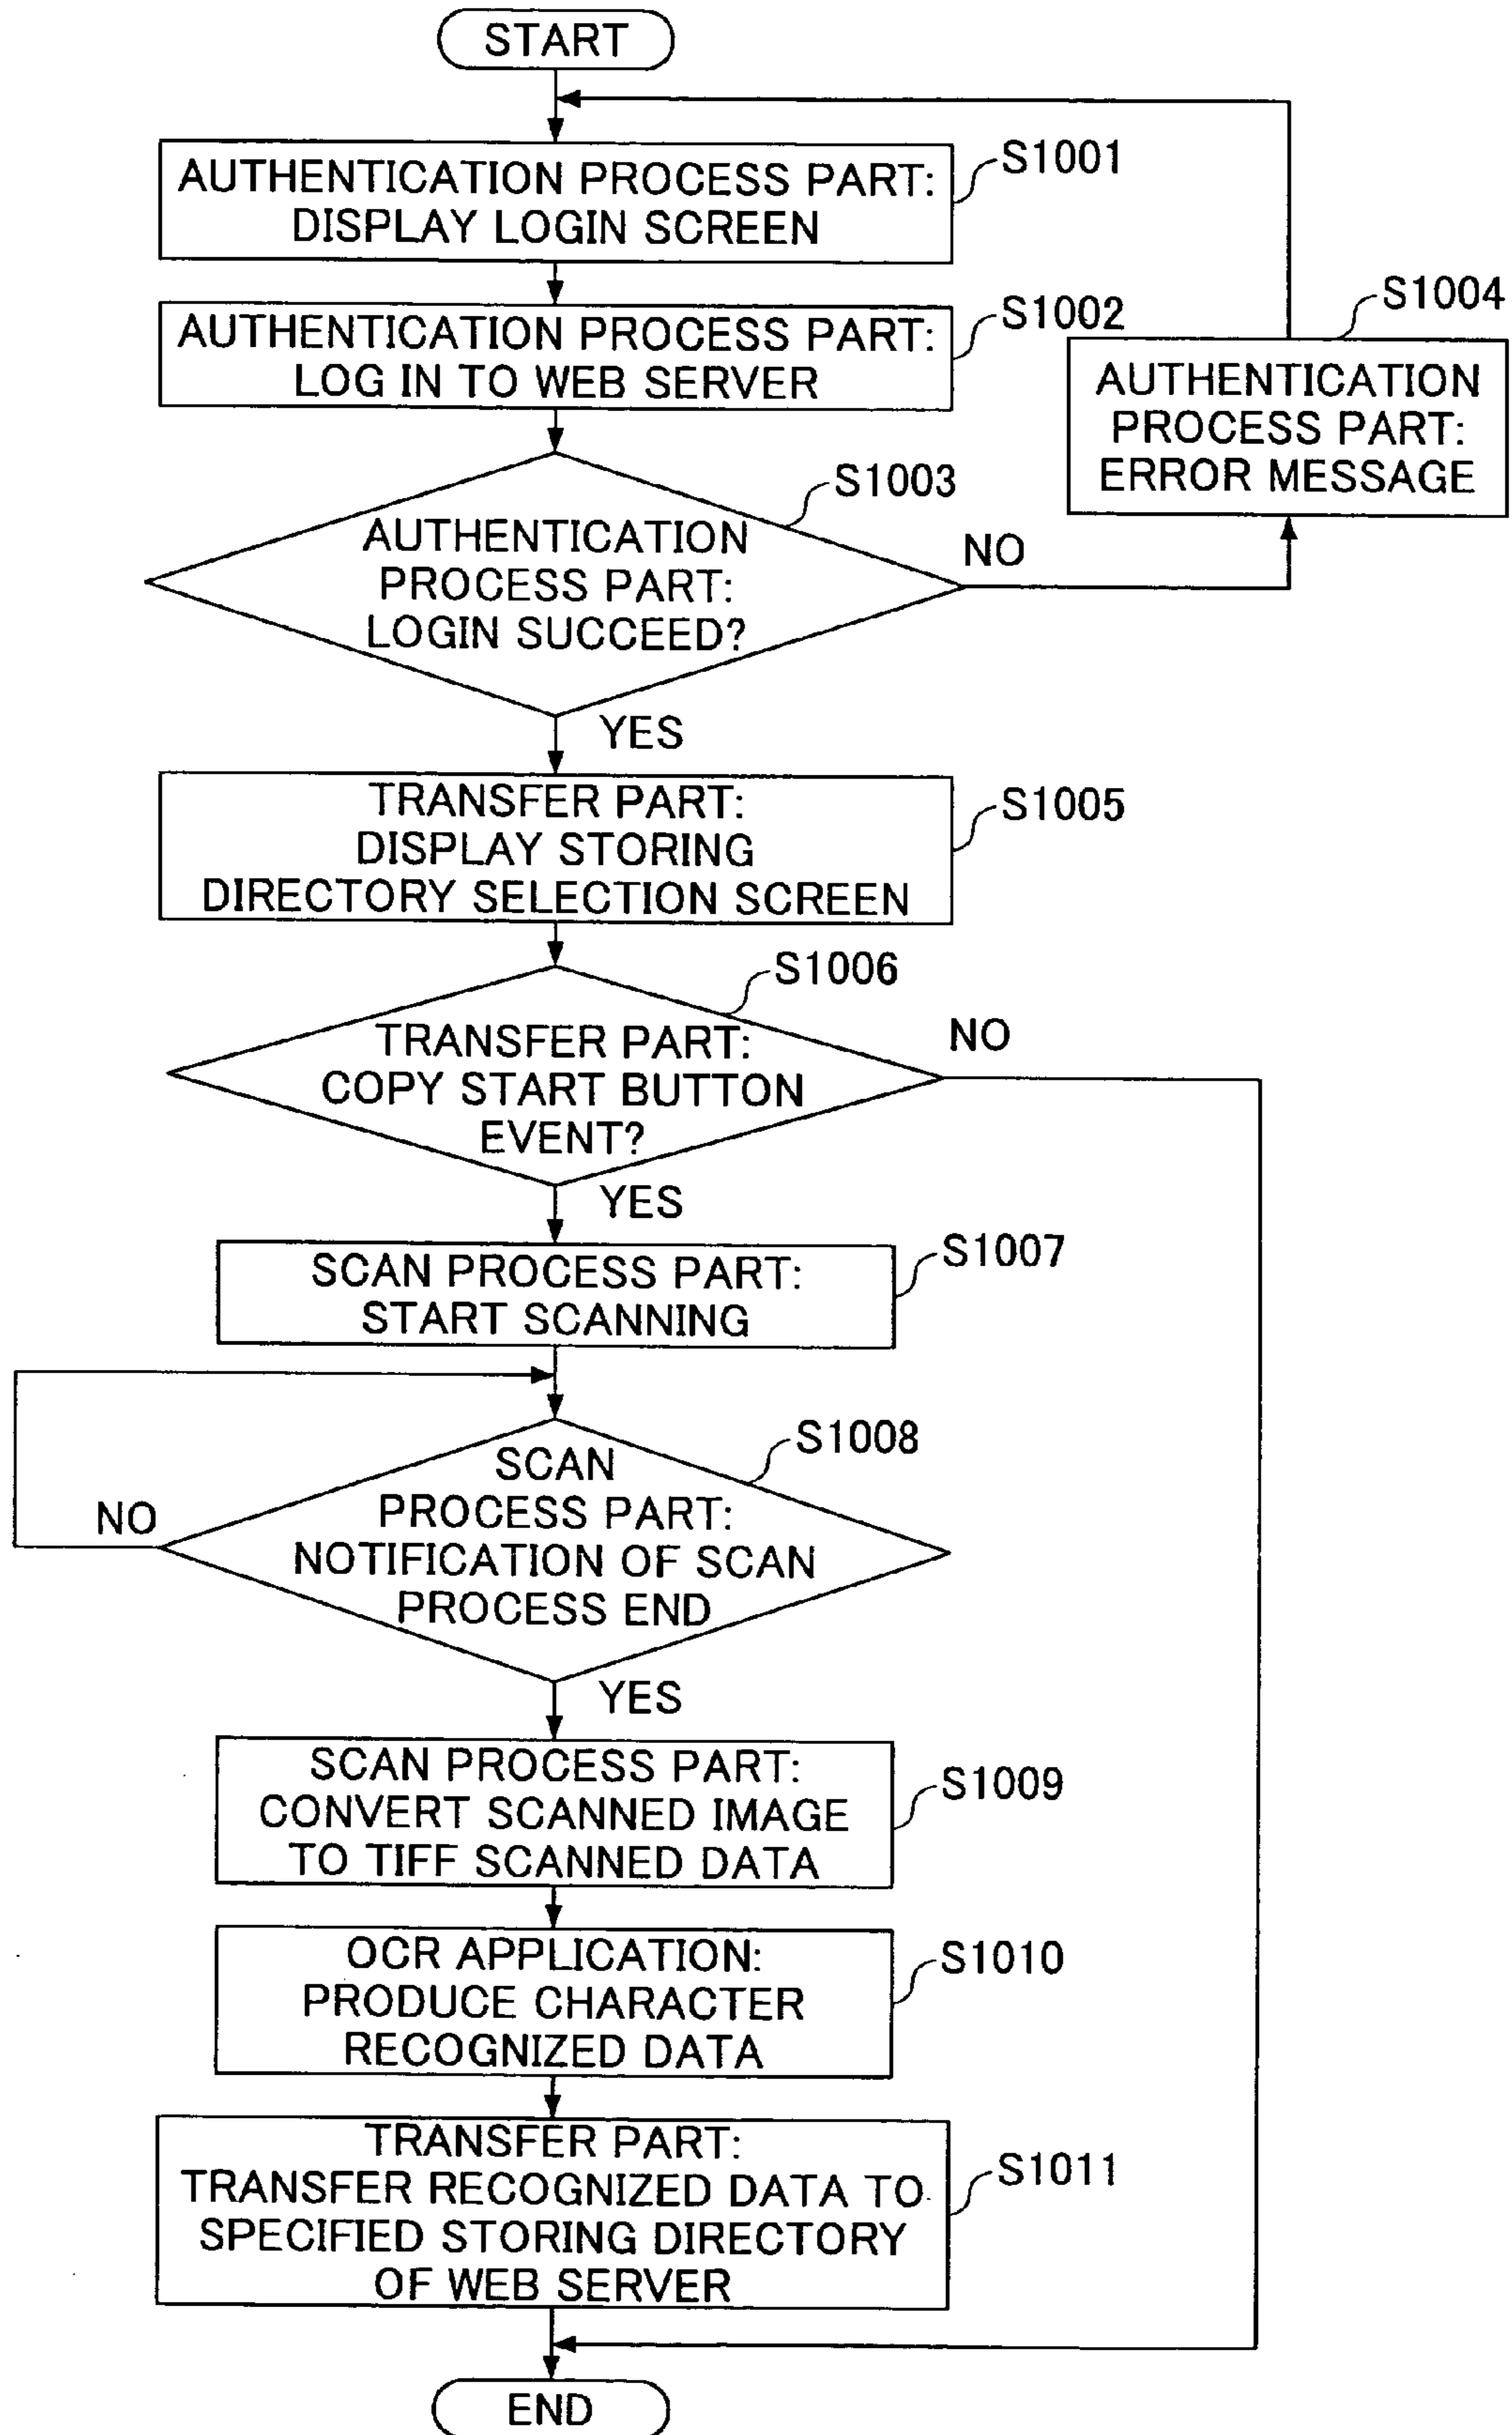 START
AUTHENTICATION PROCESS PART:
DISPLAY LOGIN SCREEN
S1001
AUTHENTICATION PROCESS PART:
LOG IN TO WEB SERVER
S1002
AUTHENTICATION
PROCESS PART:
LOGIN SUCCEED?
S1003
NO
S1004
AUTHENTICATION
PROCESS PART:
ERROR MESSAGE
YES
TRANSFER PART:
DISPLAY STORING
DIRECTORY SELECTION SCREEN
S1005
TRANSFER PART:
COPY START BUTTON
EVENT?
S1006
NO
YES
SCAN PROCESS PART:
START SCANNING
S1007
SCAN
PROCESS PART:
NOTIFICATION OF SCAN
PROCESS END
S1008
NO
YES
SCAN PROCESS PART:
CONVERT SCANNED IMAGE
TO TIFF SCANNED DATA
S1009
OCR APPLICATION:
PRODUCE CHARACTER
RECOGNIZED DATA
S1010
TRANSFER PART:
TRANSFER RECOGNIZED DATA TO
SPECIFIED STORING DIRECTORY
OF WEB SERVER
S1011
END